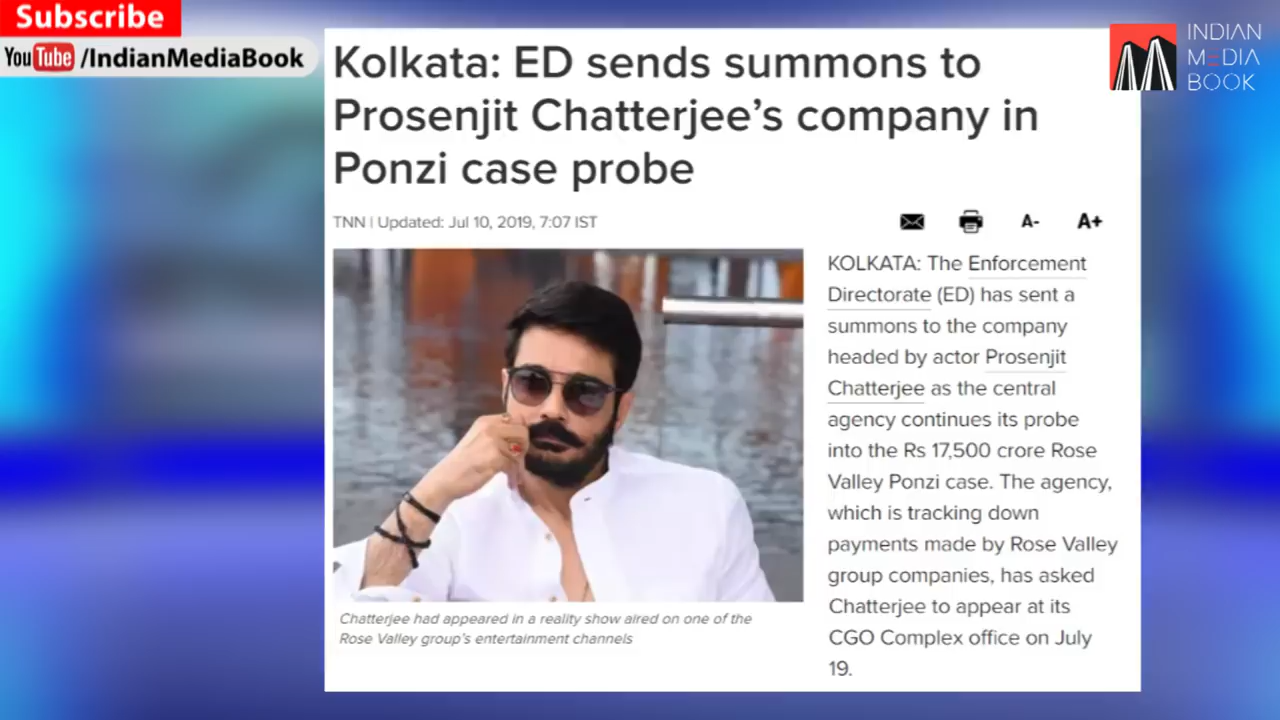 Subscribe
YouTube /IndianMediaBook
INDIAN
MEDIA
BOOK
Kolkata: ED sends summons to
Prosenjit Chatterjee’s company in
Ponzi case probe
TNN | Updated: Jul 10, 2019, 7:07 IST
A- A+
KOLKATA: The Enforcement
Directorate (ED) has sent a
summons to the company
headed by actor Prosenjit
Chatterjee as the central
agency continues its probe
into the Rs 17,500 crore Rose
Valley Ponzi case. The agency,
which is tracking down
payments made by Rose Valley
group companies, has asked
Chatterjee to appear at its
CGO Complex office on July
19.
Chatterjee had appeared in a reality show aired on one of the
Rose Valley group’s entertainment channels